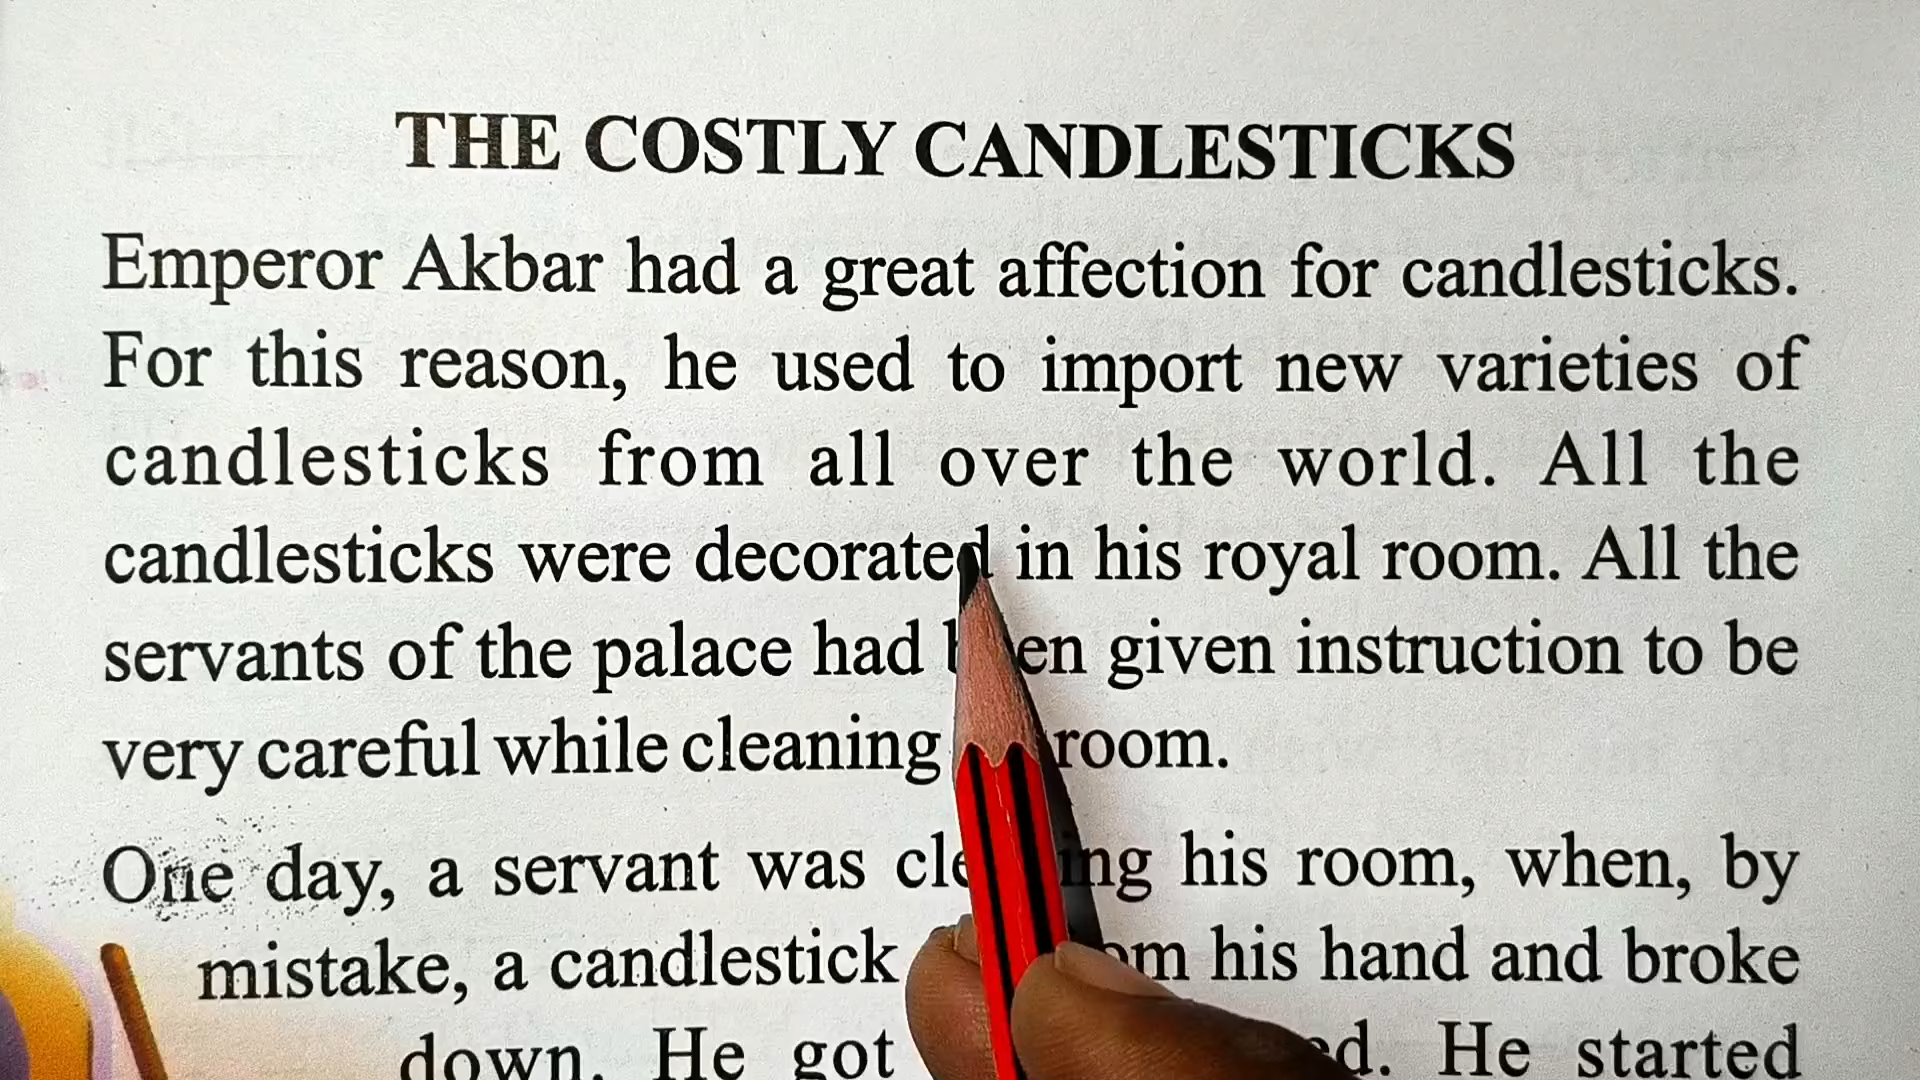 THE COSTLY CANDLESTICKS
Emperor Akbar had a great affection for candlesticks.
For this reason, he used to import new varieties of
candlesticks from all over the world. All the
candlesticks were decorated in his royal room. All the
servants of the palace had been given instruction to be
very careful while cleaning room.
One day, a servant was cleaning his room, when, by
mistake, a candlestick his hand and broke
down. He got He started